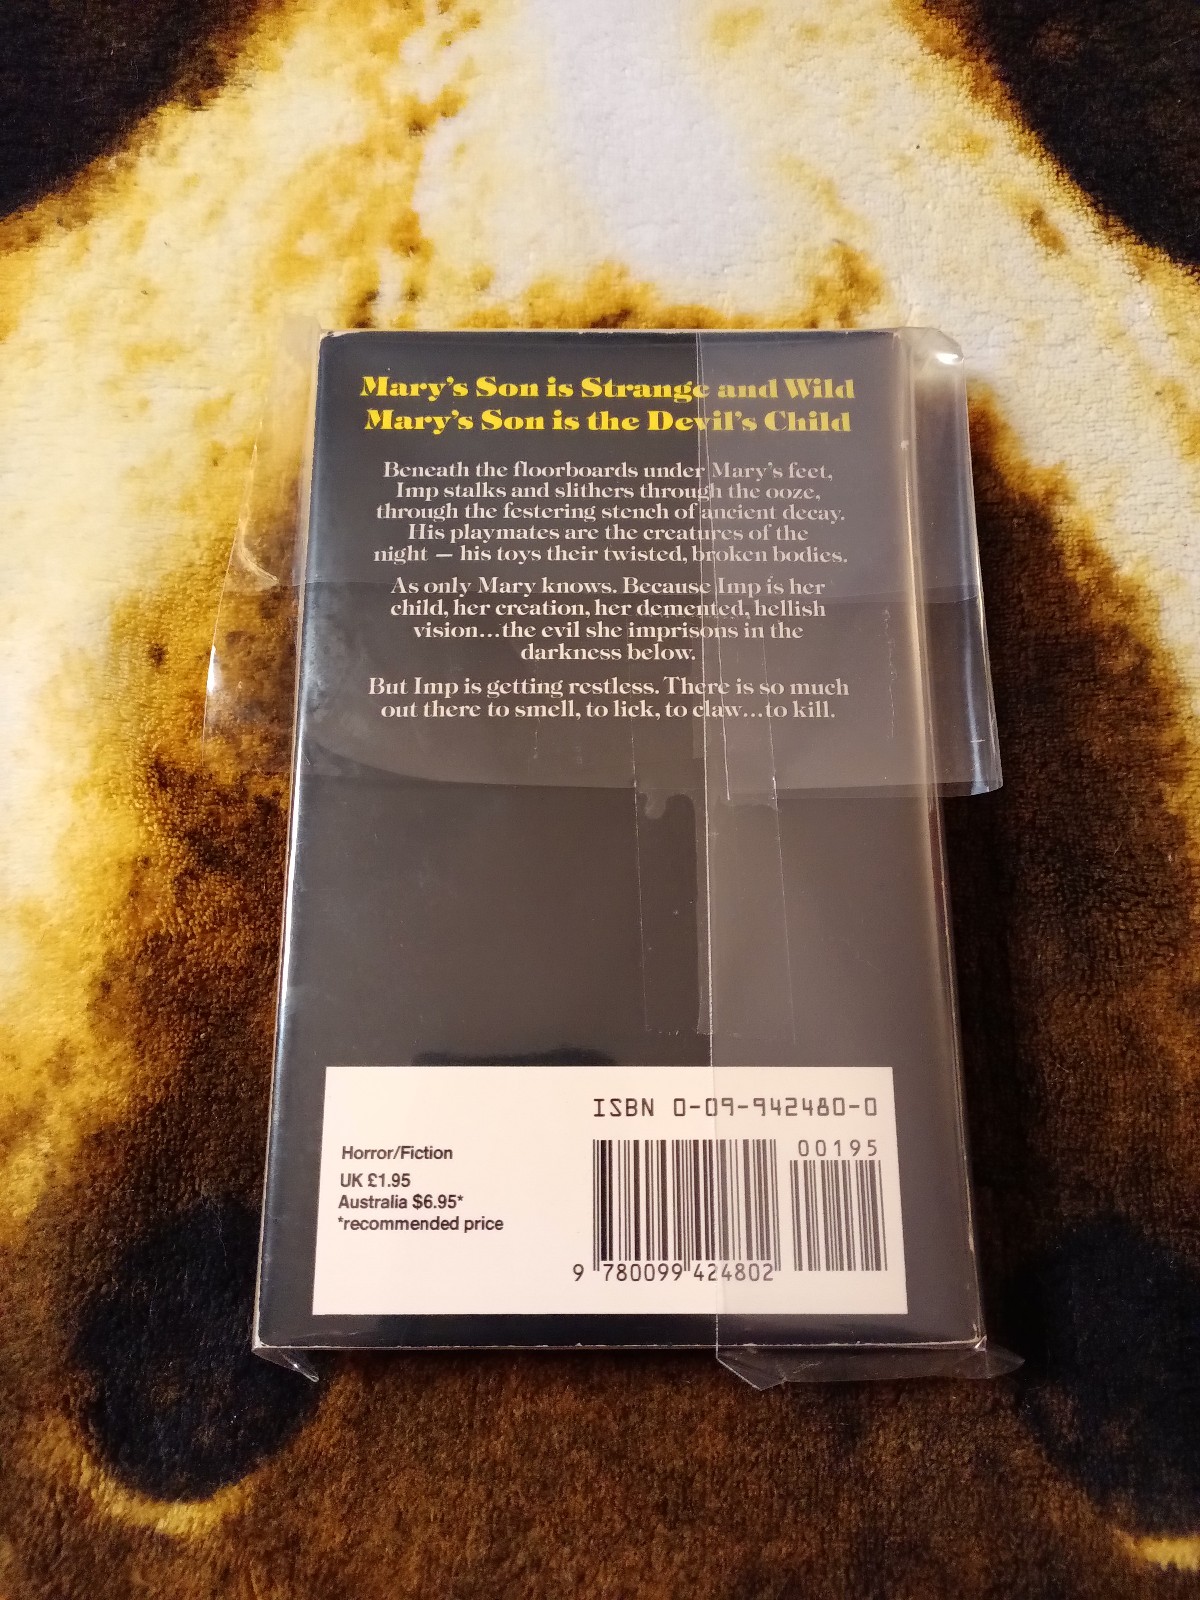 Mary's Son is Strange and Wild
Mary's Son is the Devil's Child
Beneath the floorboards under Mary's feet,
Imp stalks and slithers through the ooze,
through the festering stench of ancient decay.
His playmates are the creatures of the
night – his toys their twisted, broken bodies.
As only Mary knows. Because Imp is her
child, her creation, her demented, hellish
vision...the evil she imprisons in the
darkness below.
But Imp is getting restless. There is so much
out there to smell, to lick, to claw...to kill.
ISBN 0-09-942480-0
00195
Horror/Fiction
UK £1.95
Australia $6.95*
*recommended price
9 780099 424802